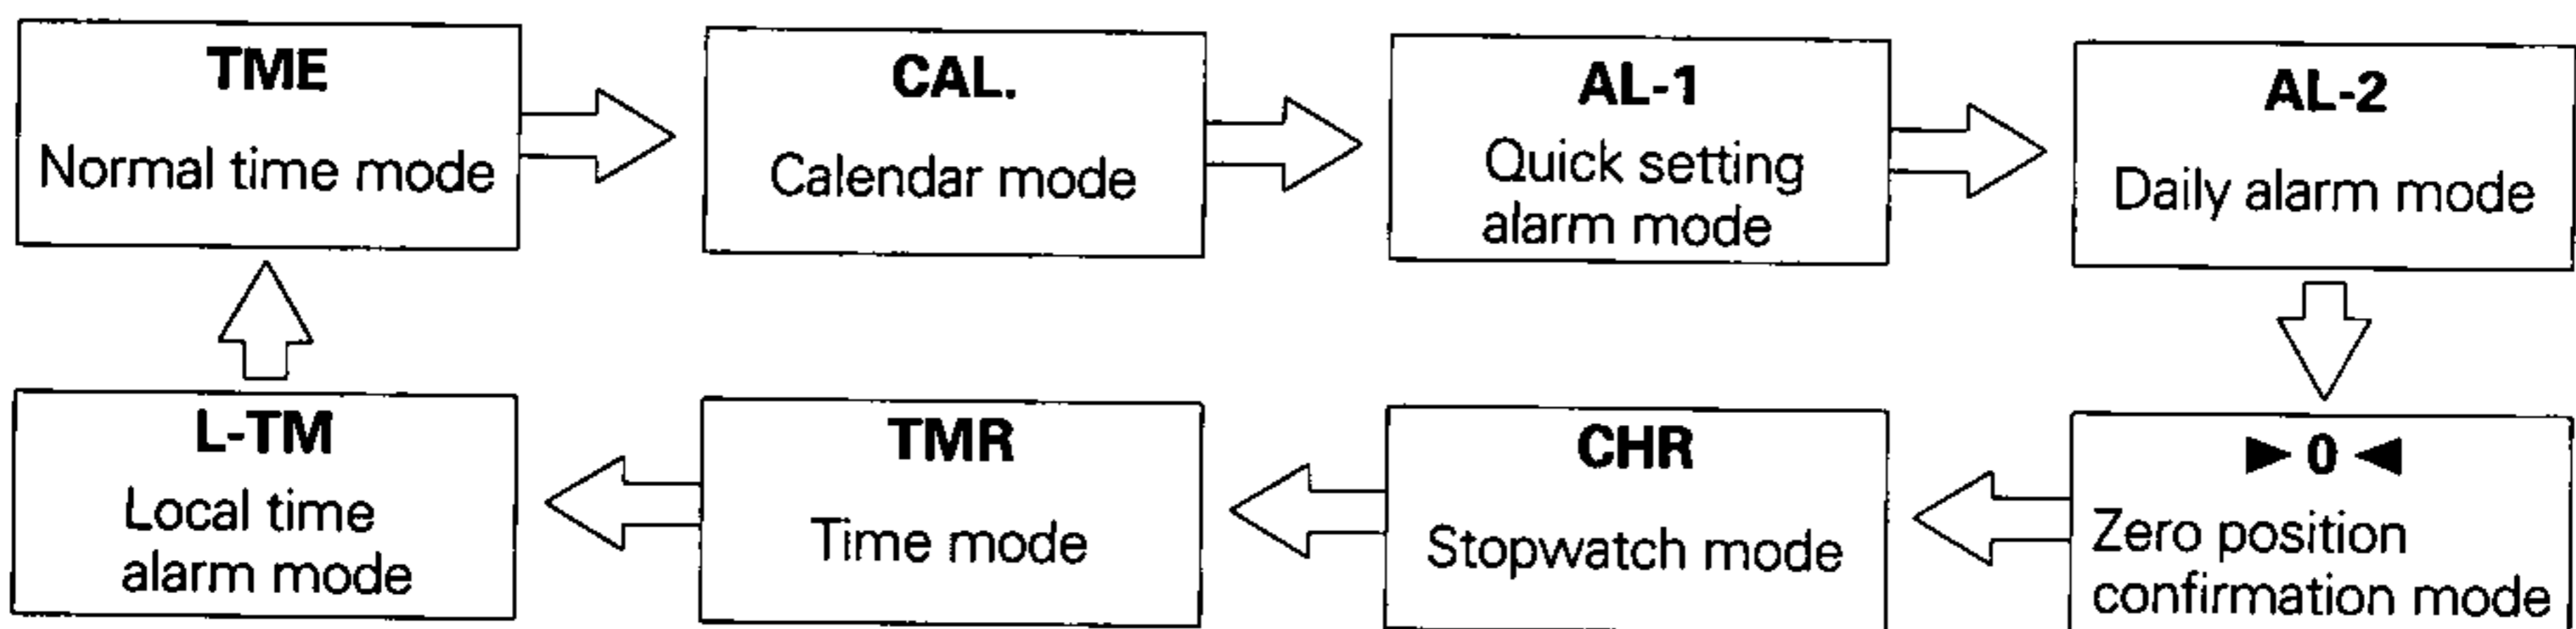 TME
Normal time mode
CAL.
Calendar mode
AL-1
Quick setting
alarm mode
AL-2
Daily alarm mode
L-TM
Local time
alarm mode
TMR
Time mode
CHR
Stopwatch mode
►0◄
Zero position
confirmation mode